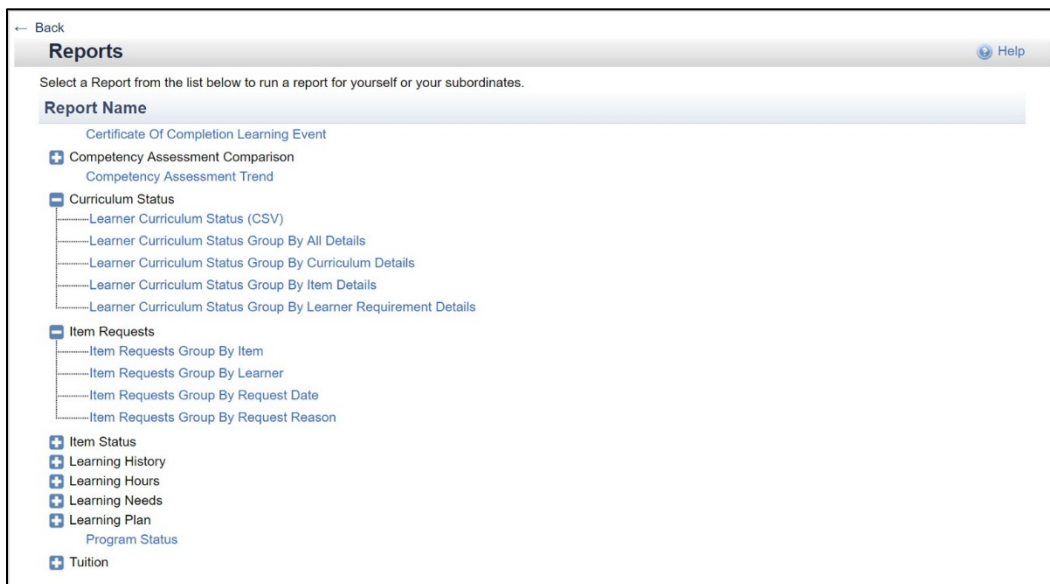 ← Back
Reports
Help
Select a Report from the list below to run a report for yourself or your subordinates.
Report Name
Certificate Of Completion Learning Event
Competency Assessment Comparison
Competency Assessment Trend
Curriculum Status
Learner Curriculum Status (CSV)
Learner Curriculum Status Group By All Details
Learner Curriculum Status Group By Curriculum Details
Learner Curriculum Status Group By Item Details
Learner Curriculum Status Group By Learner Requirement Details
Item Requests
Item Requests Group By Item
Item Requests Group By Learner
Item Requests Group By Request Date
Item Requests Group By Request Reason
Item Status
Learning History
Learning Hours
Learning Needs
Learning Plan
Program Status
Tuition